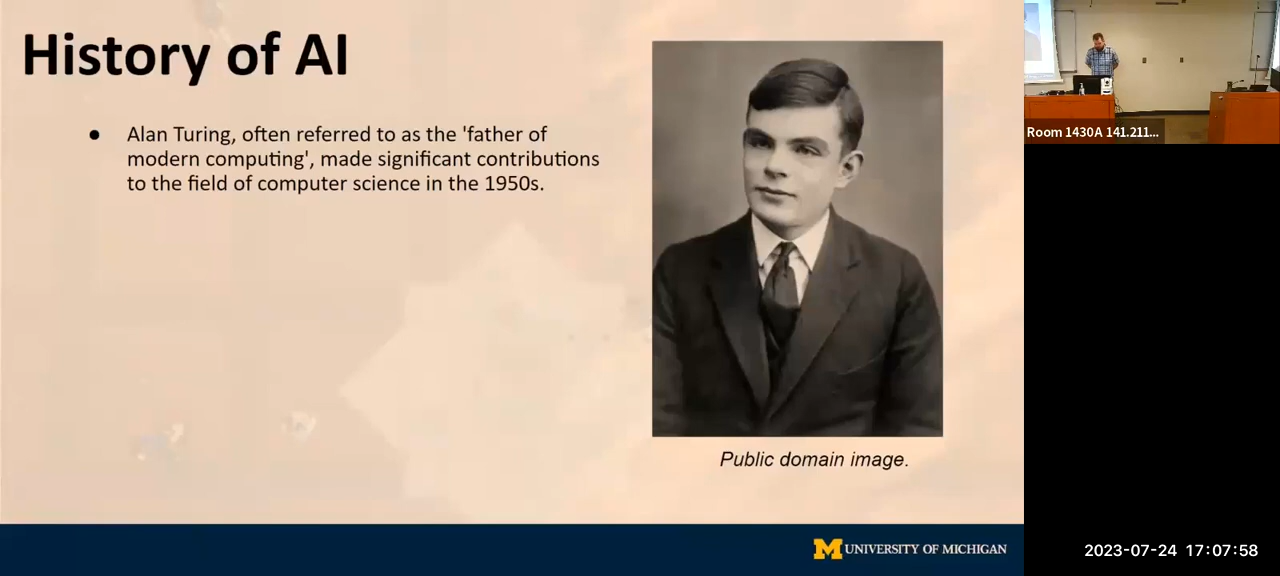 History of AI
● Alan Turing, often referred to as the 'father of
modern computing', made significant contributions
to the field of computer science in the 1950s.
Public domain image.
M UNIVERSITY OF MICHIGAN
Room 1430A 141.211...
2023-07-24 17:07:58